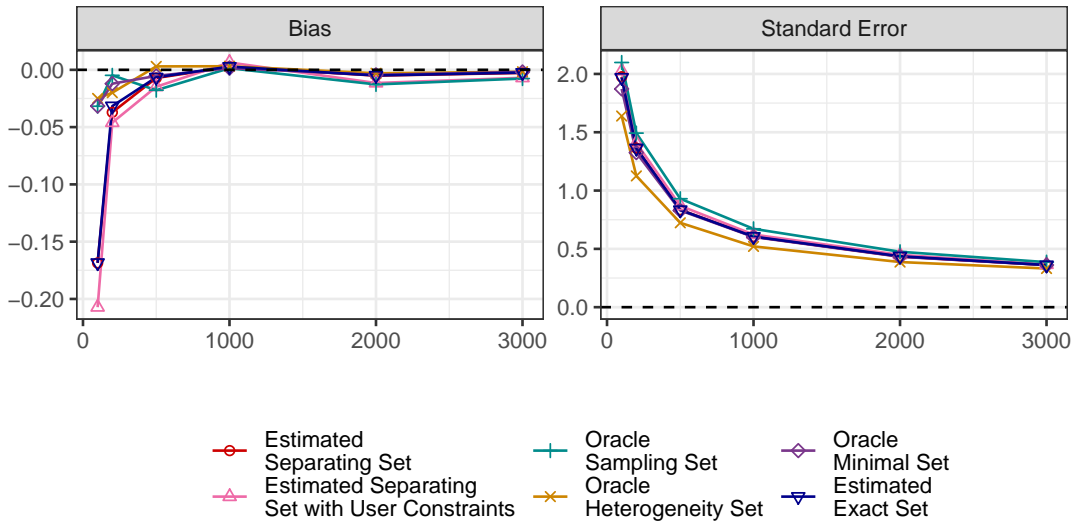 Bias
Standard Error
0.00
−0.05
−0.10
−0.15
−0.20
0
1000
2000
3000
2.0
1.5
1.0
0.5
0.0
0
1000
2000
3000
Estimated
Separating Set
Estimated Separating
Set with User Constraints
Oracle
Sampling Set
Oracle
Heterogeneity Set
Oracle
Minimal Set
Estimated
Exact Set